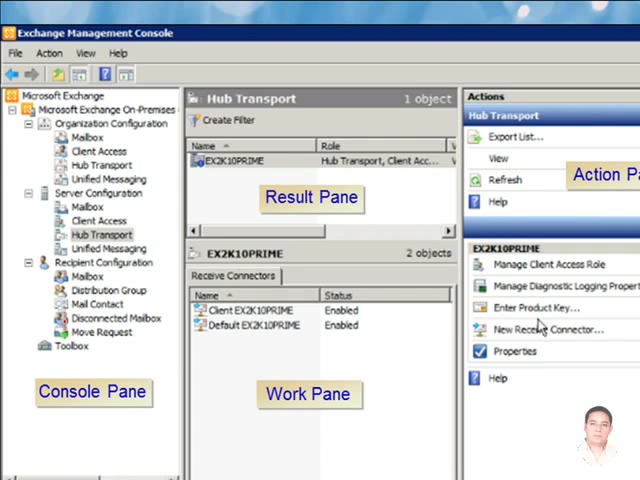 Exchange Management Console
File Action View Help
Microsoft Exchange
Microsoft Exchange On-Premises
Organization Configuration
Mailbox
Client Access
Hub Transport
Unified Messaging
Server Configuration
Mailbox
Client Access
Hub Transport
Unified Messaging
Recipient Configuration
Mailbox
Distribution Group
Mail Contact
Disconnected Mailbox
Move Request
Toolbox
Console Pane
Hub Transport 1 object
Create Filter
Name Role V
EX2K10PRIME Hub Transport, Client Acc... V
Result Pane
EX2K10PRIME 2 objects
Receive Connectors
Name Status
Client EX2K10PRIME Enabled
Default EX2K10PRIME Enabled
Work Pane
Actions
Hub Transport
Export List...
View
Refresh
Help
Action Pa
EX2K10PRIME
Manage Client Access Role
Manage Diagnostic Logging Propert
Enter Product Key...
New Receive Connector...
Properties
Help